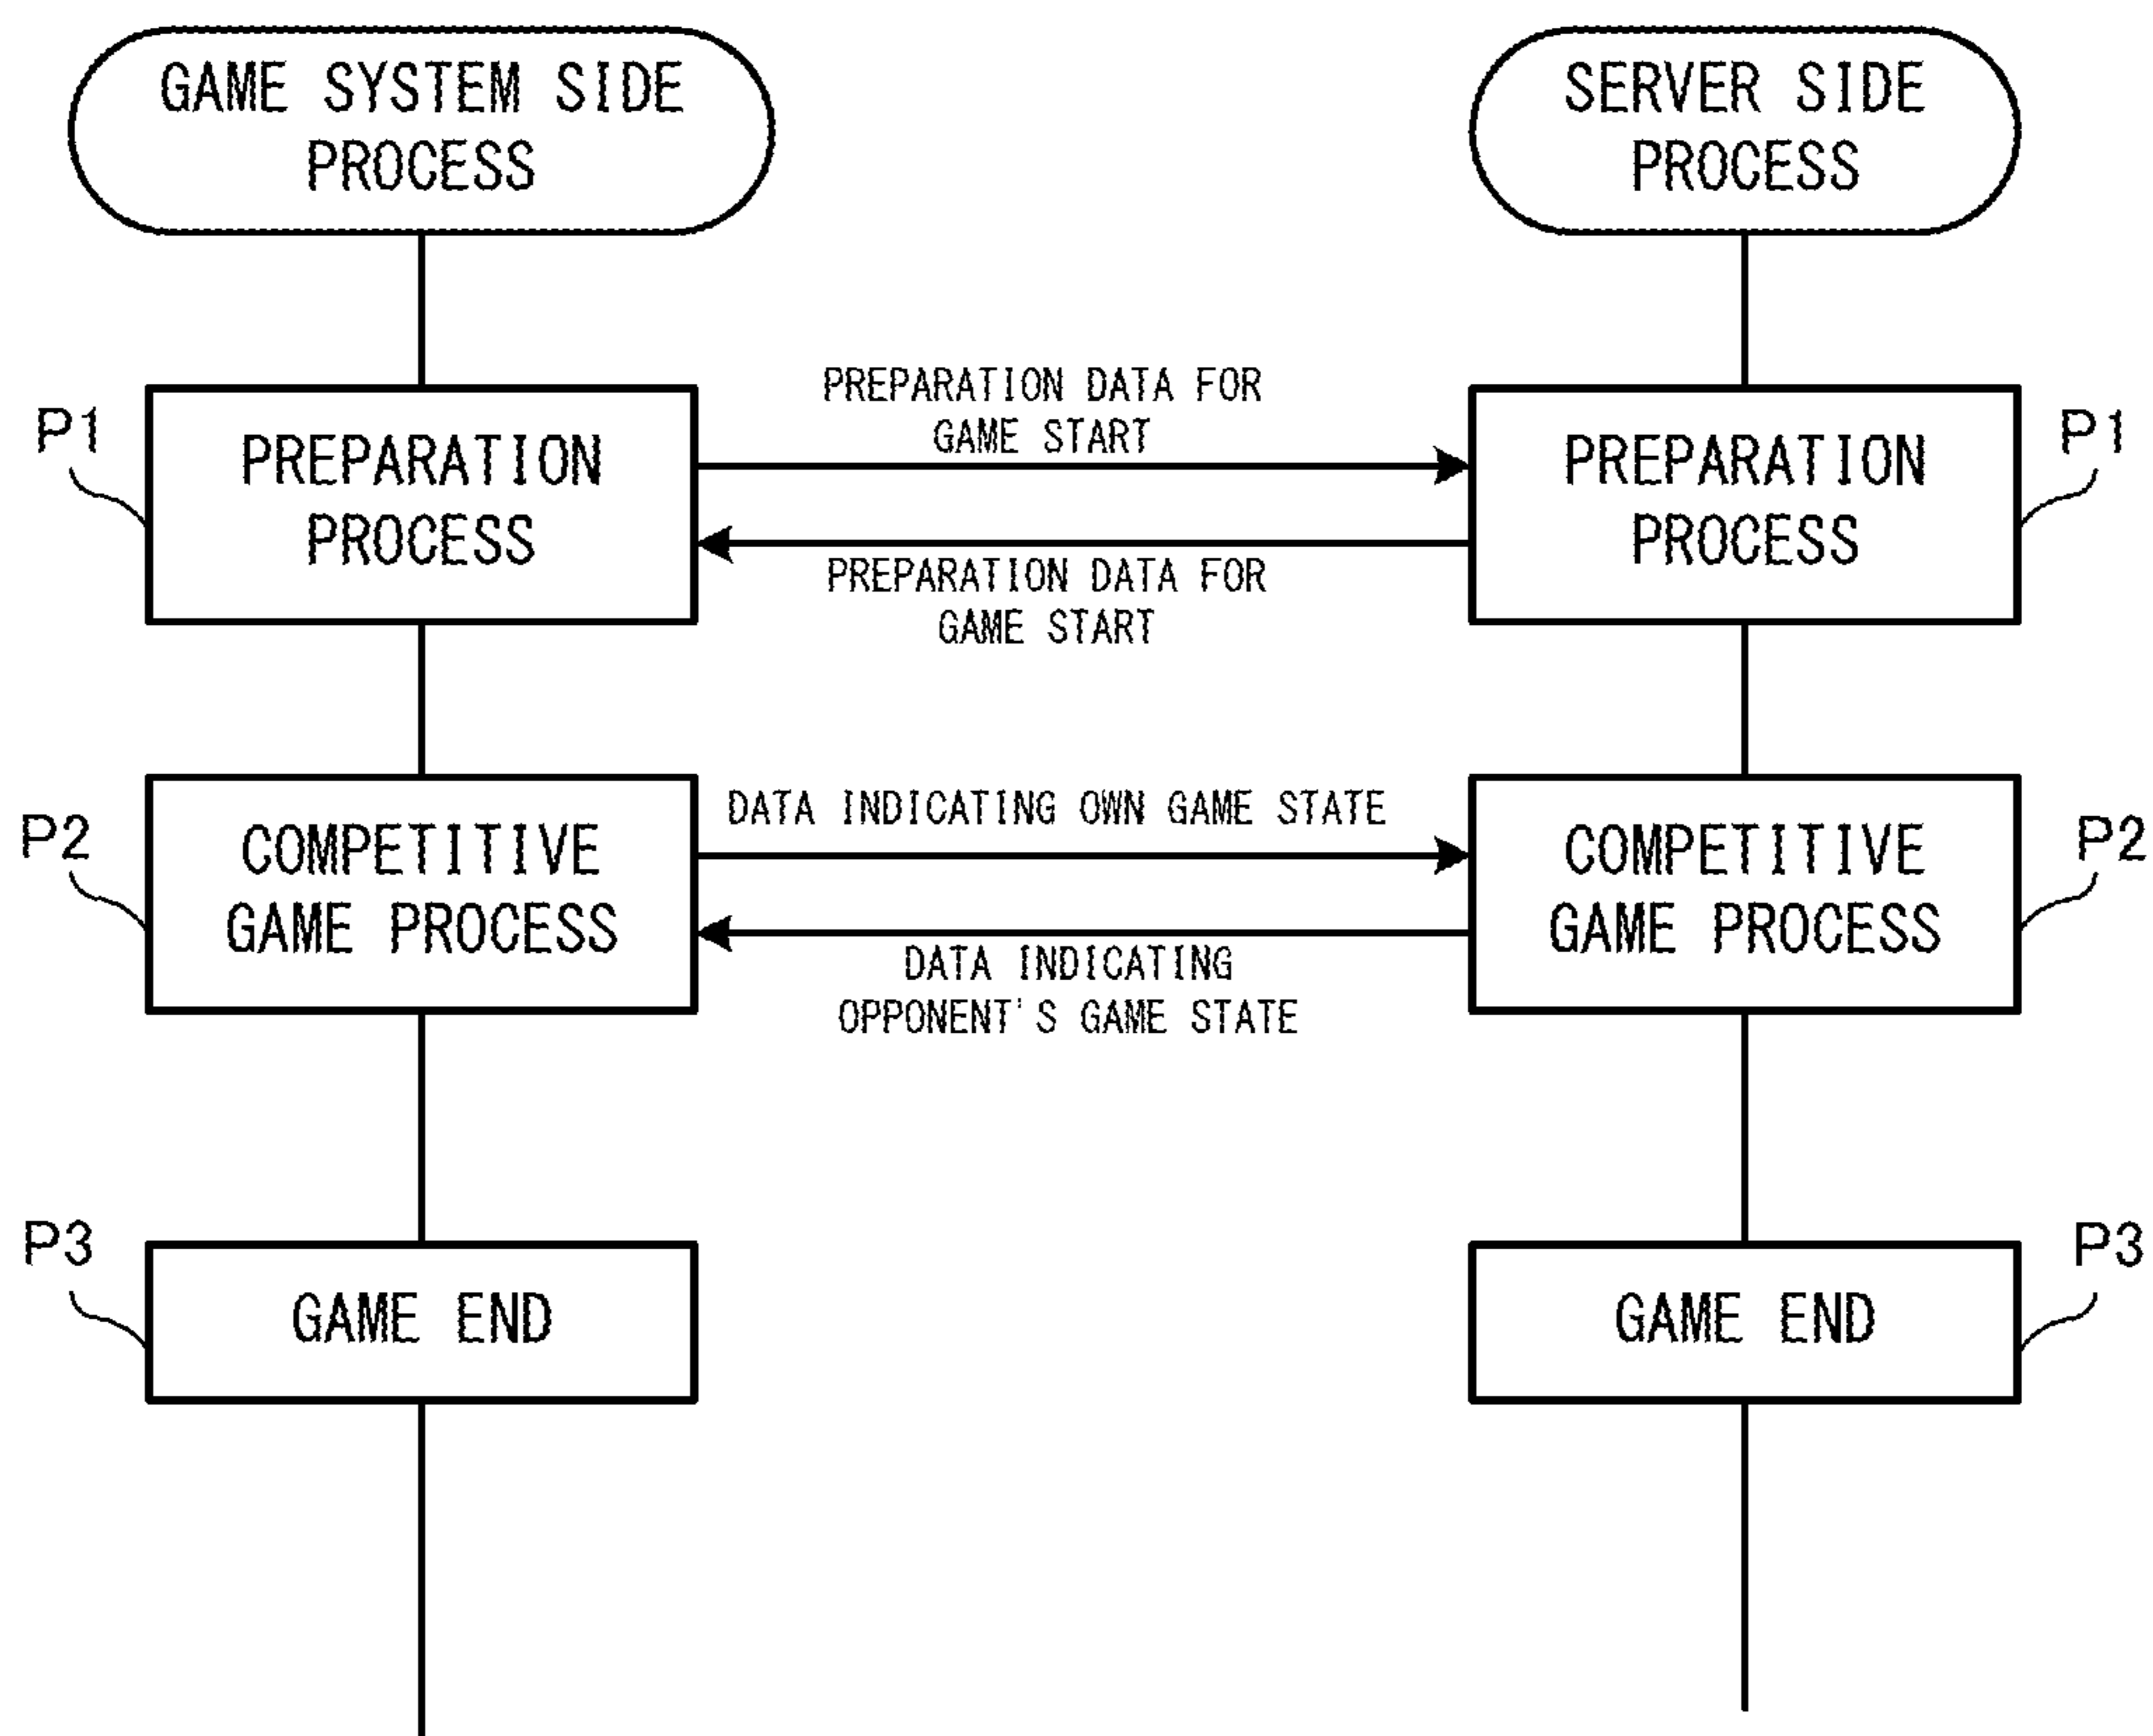 GAME SYSTEM SIDE
PROCESS
SERVER SIDE
PROCESS
P1
PREPARATION
PROCESS
PREPARATION DATA FOR
GAME START
PREPARATION DATA FOR
GAME START
PREPARATION
PROCESS
P1
P2
COMPETITIVE
GAME PROCESS
DATA INDICATING OWN GAME STATE
DATA INDICATING
OPPONENT'S GAME STATE
COMPETITIVE
GAME PROCESS
P2
P3
GAME END
GAME END
P3